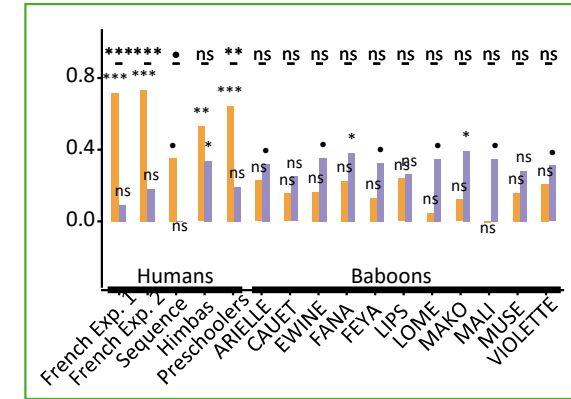 *** *** • ns ** ns ns ns ns ns ns ns ns ns ns ns
0.8
*** *** • ** * *** • ns • * • ns • * • ns •
ns ns ns ns ns ns ns ns ns ns ns ns ns ns ns
0.4
0.0
Humans Baboons
French Exp. 1
French Exp. 2
Sequence
Himbas
Preschoolers
ARIELLE
CAUET
EWINE
FANA
FEYA
LIPS
LOME
MAKO
MALI
MUSE
VIOLETTE